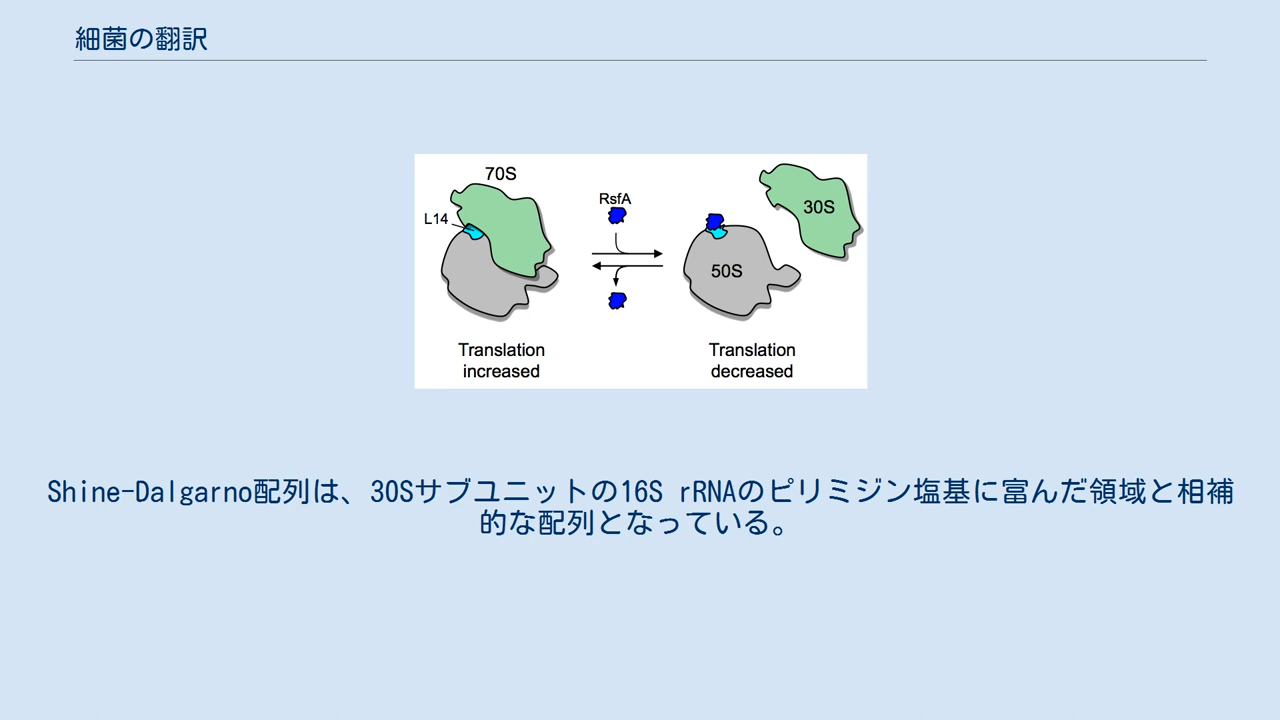 細菌の翻訳
70S
RsfA
L14
30S
50S
Translation
increased
Translation
decreased
Shine-Dalgarno配列は、30Sサブユニットの16S rRNAのピリミジン塩基に富んだ領域と相補
的な配列となっている。